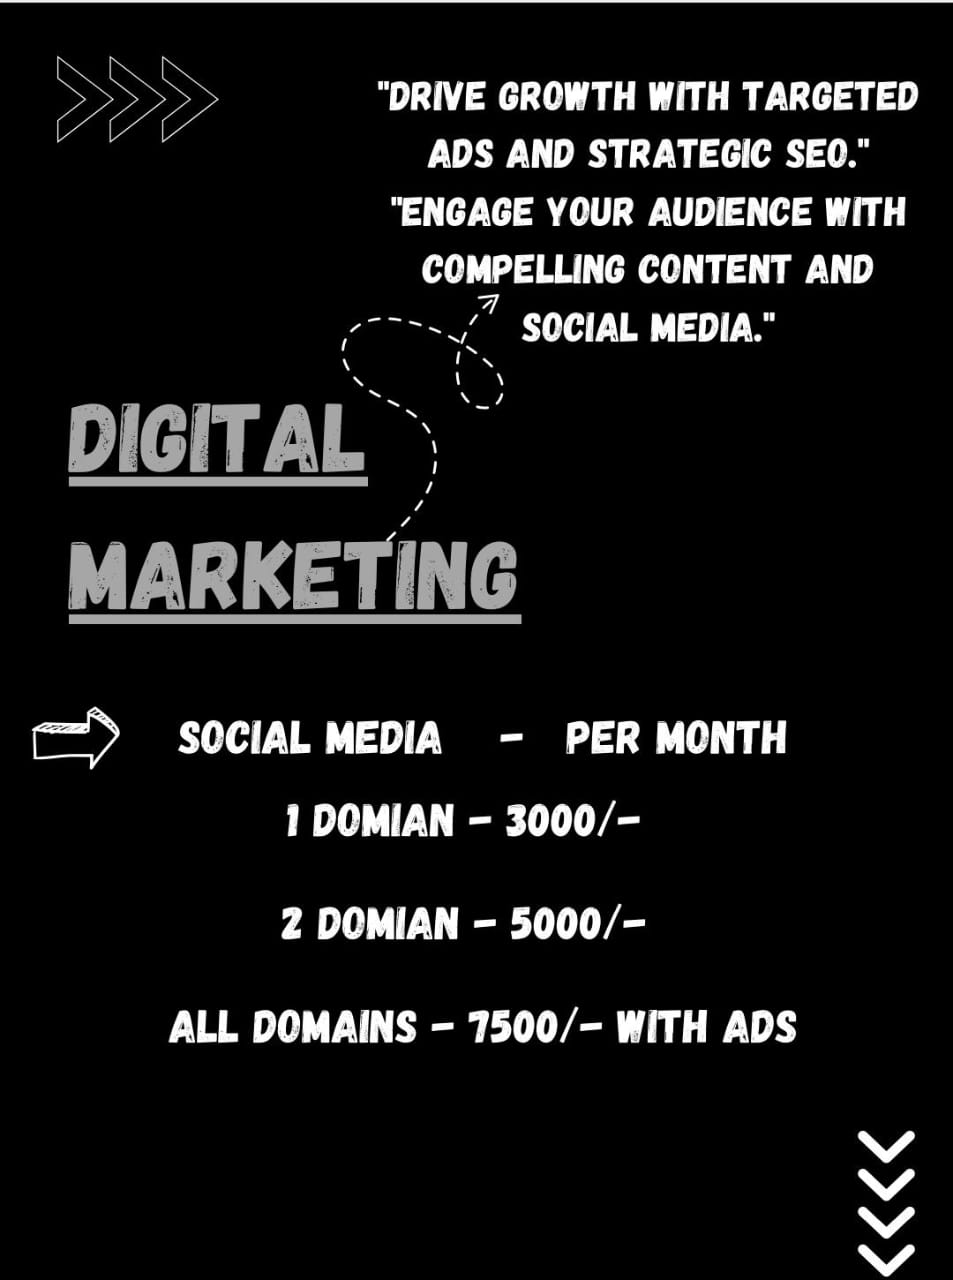 "DRIVE GROWTH WITH TARGETED
ADS AND STRATEGIC SEO."
"ENGAGE YOUR AUDIENCE WITH
COMPELLING CONTENT AND
SOCIAL MEDIA."
DIGITAL
MARKETING
SOCIAL MEDIA - PER MONTH
1 DOMIAN - 3000/-
2 DOMIAN - 5000/-
ALL DOMAINS - 7500/- WITH ADS